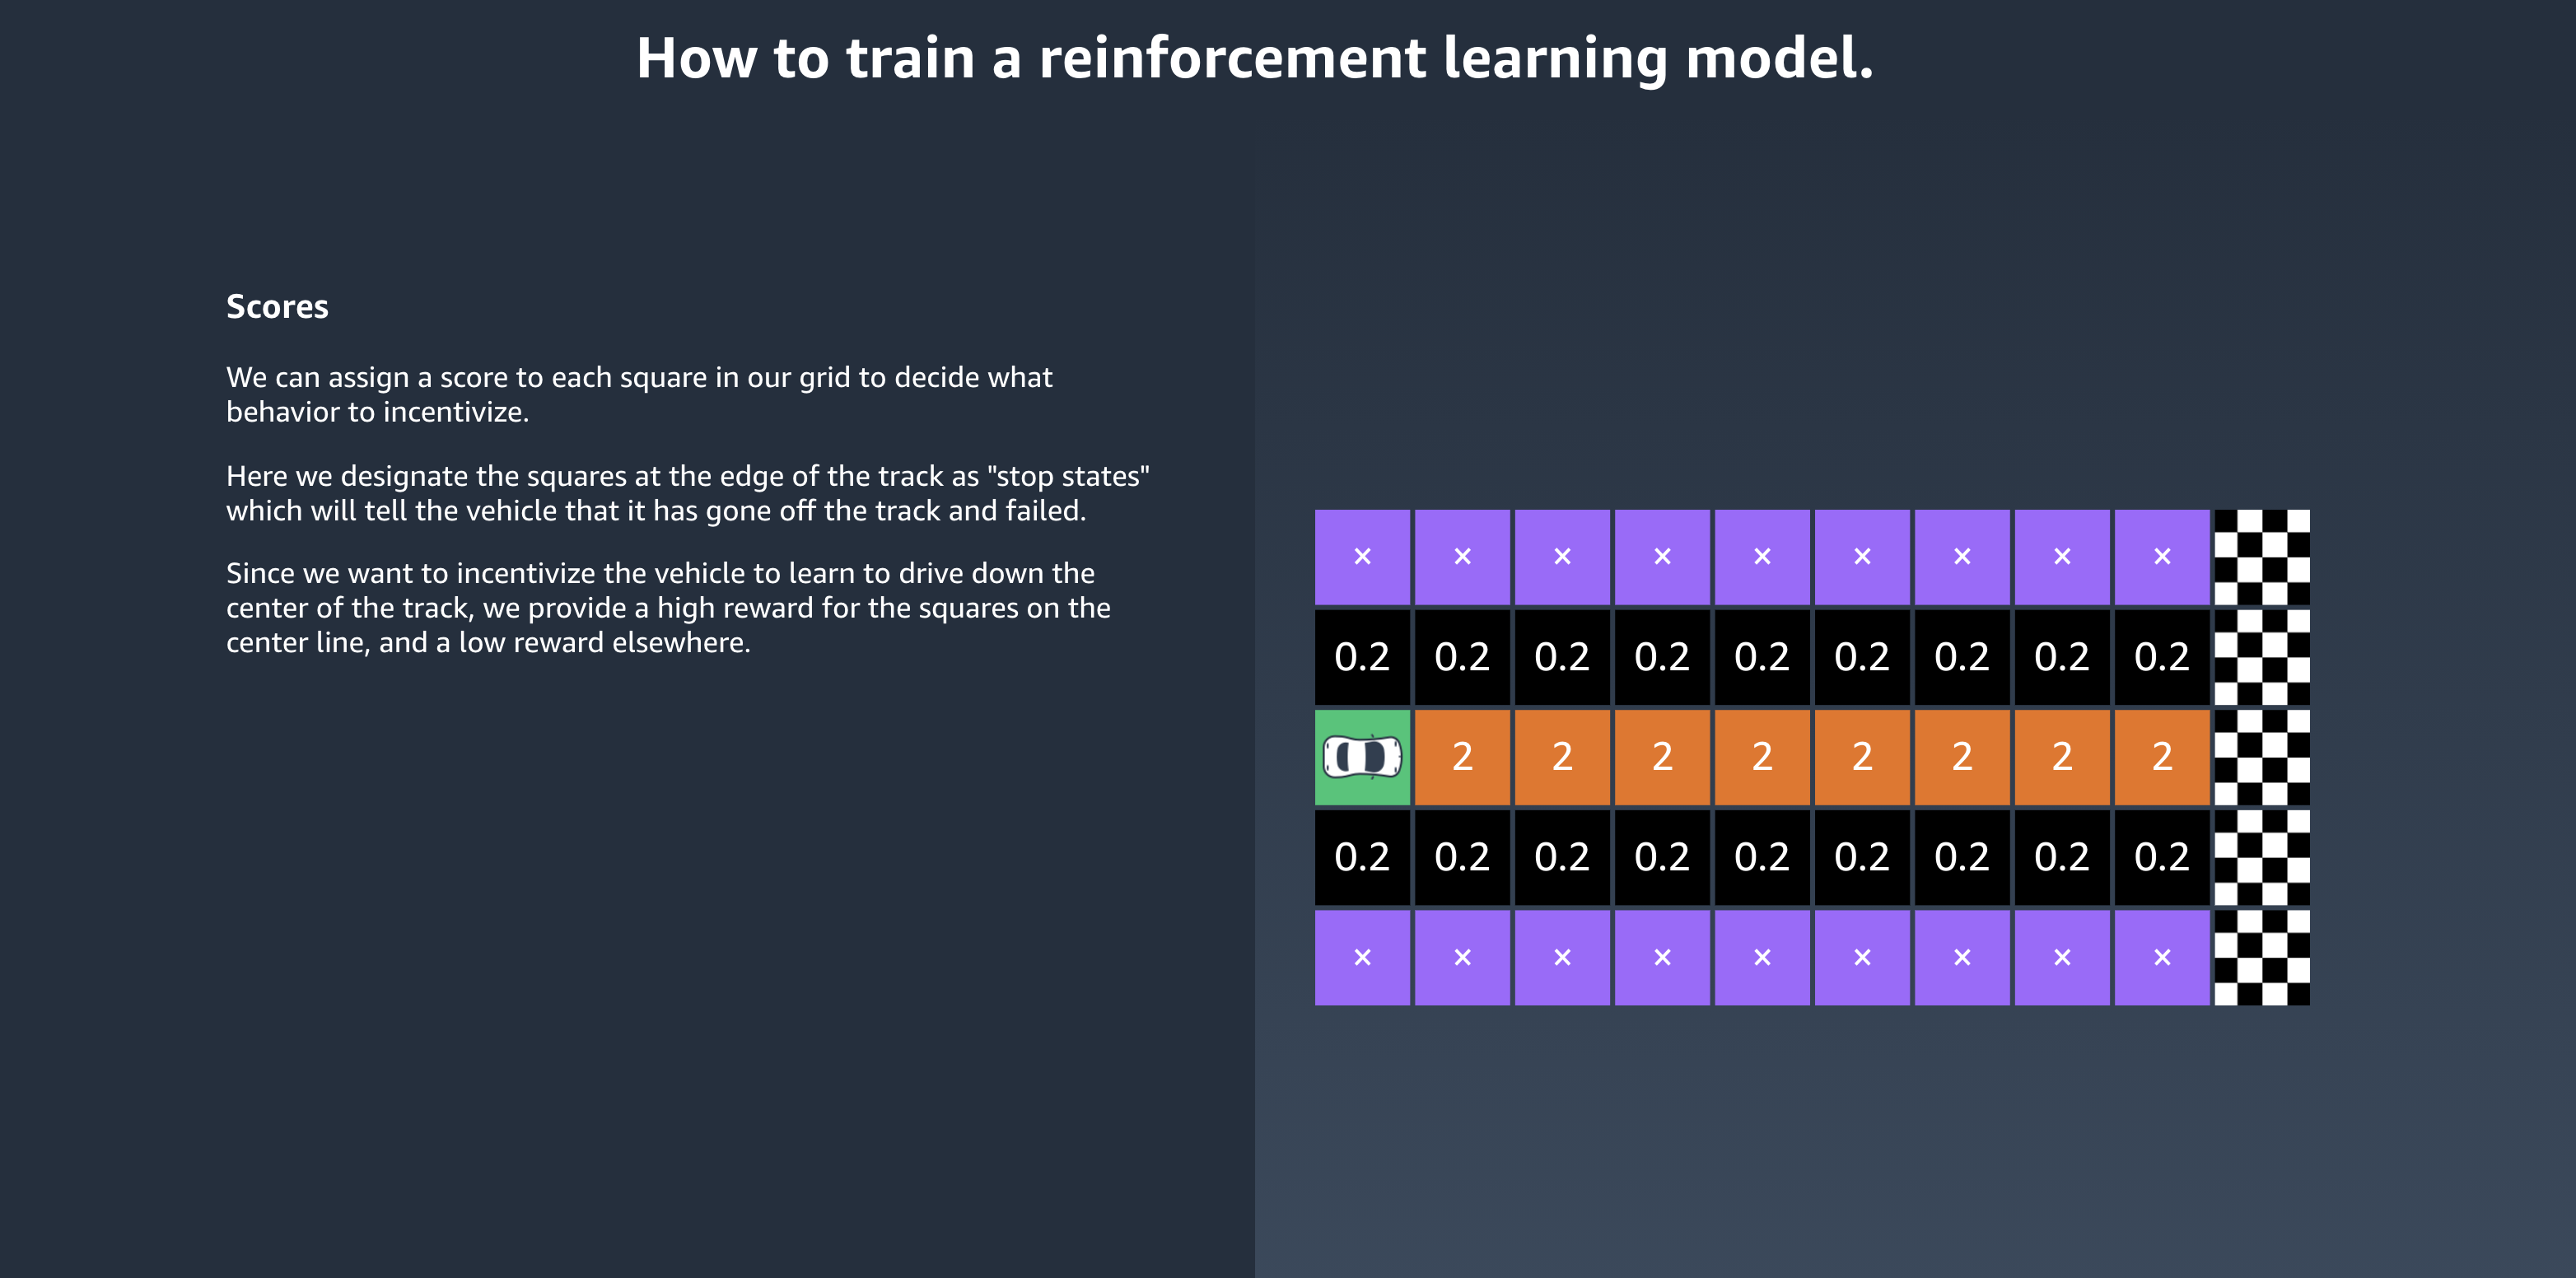 How to train a reinforcement learning model.
Scores
We can assign a score to each square in our grid to decide what
behavior to incentivize.
Here we designate the squares at the edge of the track as "stop states"
which will tell the vehicle that it has gone off the track and failed.
Since we want to incentivize the vehicle to learn to drive down the
center of the track, we provide a high reward for the squares on the
center line, and a low reward elsewhere.
× × × × × × × × ×
0.2 0.2 0.2 0.2 0.2 0.2 0.2 0.2 0.2
2 2 2 2 2 2 2 2
0.2 0.2 0.2 0.2 0.2 0.2 0.2 0.2 0.2
× × × × × × × × ×